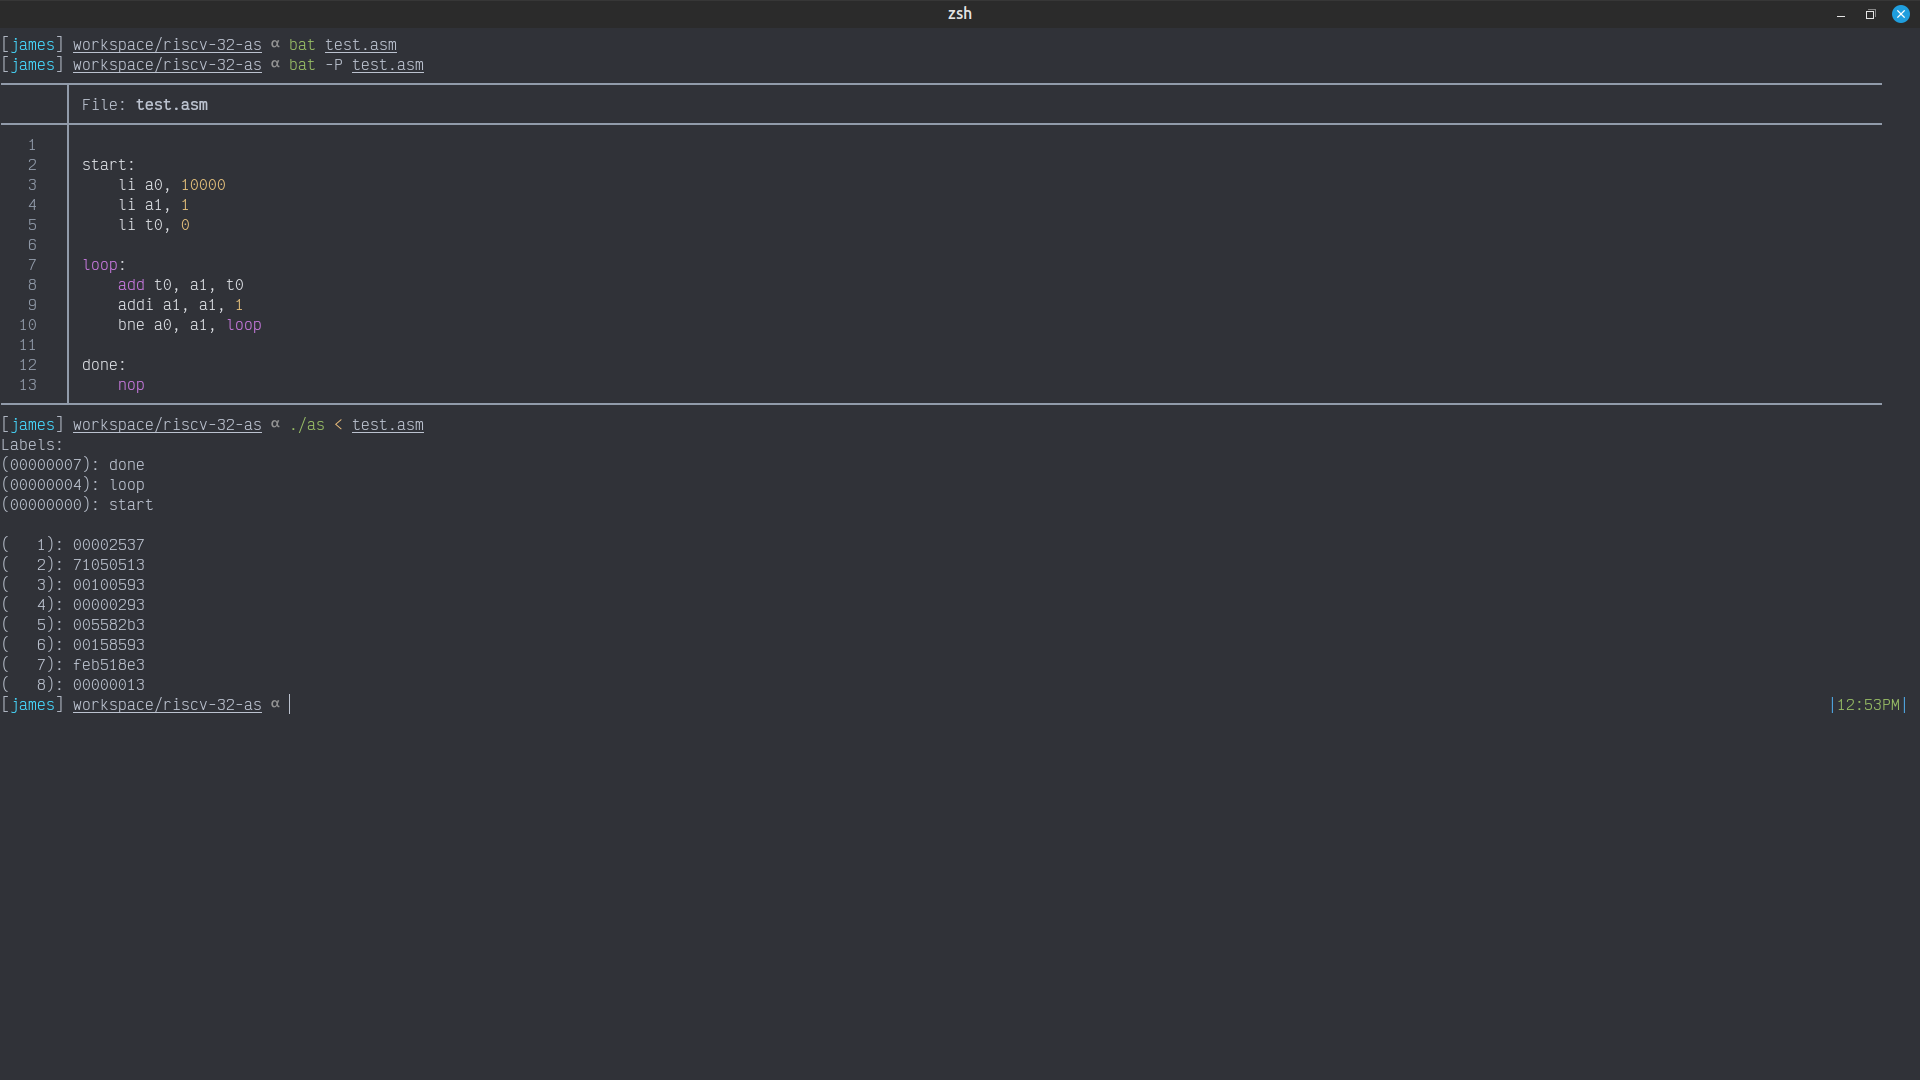 zsh
[james] workspace/riscv-32-as α bat test.asm
[james] workspace/riscv-32-as α bat -P test.asm
File: test.asm
1
2 start:
3     li a0, 10000
4     li a1, 1
5     li t0, 0
6
7 loop:
8     add t0, a1, t0
9     addi a1, a1, 1
10     bne a0, a1, loop
11
12 done:
13     nop
[james] workspace/riscv-32-as α ./as < test.asm
Labels:
(00000007): done
(00000004): loop
(00000000): start
(   1): 00002537
(   2): 71050513
(   3): 00100593
(   4): 00000293
(   5): 005582b3
(   6): 00158593
(   7): feb518e3
(   8): 00000013
[james] workspace/riscv-32-as α |12:53PM|